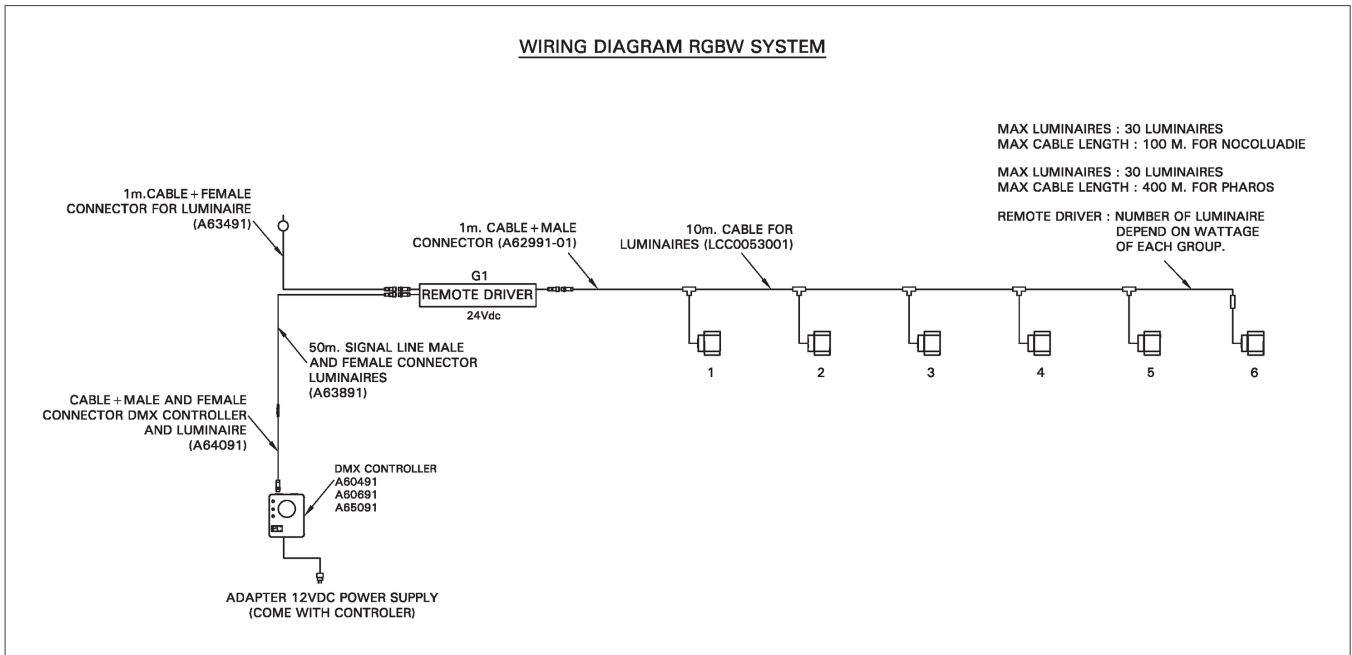 WIRING DIAGRAM RGBW SYSTEM
MAX LUMINAIRES : 30 LUMINAIRES
MAX CABLE LENGTH : 100 M. FOR NOCOLUADIE
MAX LUMINAIRES : 30 LUMINAIRES
MAX CABLE LENGTH : 400 M. FOR PHAROS
REMOTE DRIVER : NUMBER OF LUMINAIRE
DEPEND ON WATTAGE
OF EACH GROUP.
1m.CABLE+FEMALE
CONNECTOR FOR LUMINAIRE
(A63491)
1m. CABLE+MALE
CONNECTOR (A62991-01)
10m. CABLE FOR
LUMINAIRES (LCC0053001)
G1
REMOTE DRIVER
24Vdc
50m. SIGNAL LINE MALE
AND FEMALE CONNECTOR
LUMINAIRES
(A63891)
1
2
3
4
5
6
CABLE+MALE AND FEMALE
CONNECTOR DMX CONTROLLER
AND LUMINAIRE
(A64091)
DMX CONTROLLER
A60491
A60691
A65091
ADAPTER 12VDC POWER SUPPLY
(COME WITH CONTROLER)